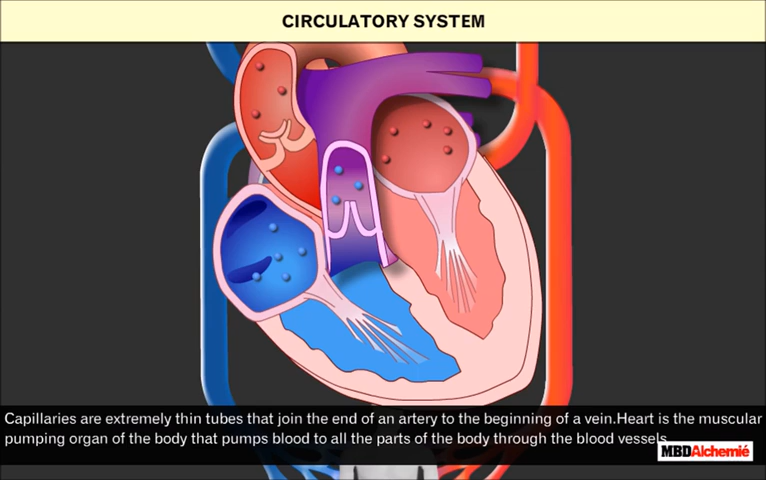 CIRCULATORY SYSTEM
Capillaries are extremely thin tubes that join the end of an artery to the beginning of a vein.Heart is the muscular
pumping organ of the body that pumps blood to all the parts of the body through the blood vessels.
MBDAlchemié